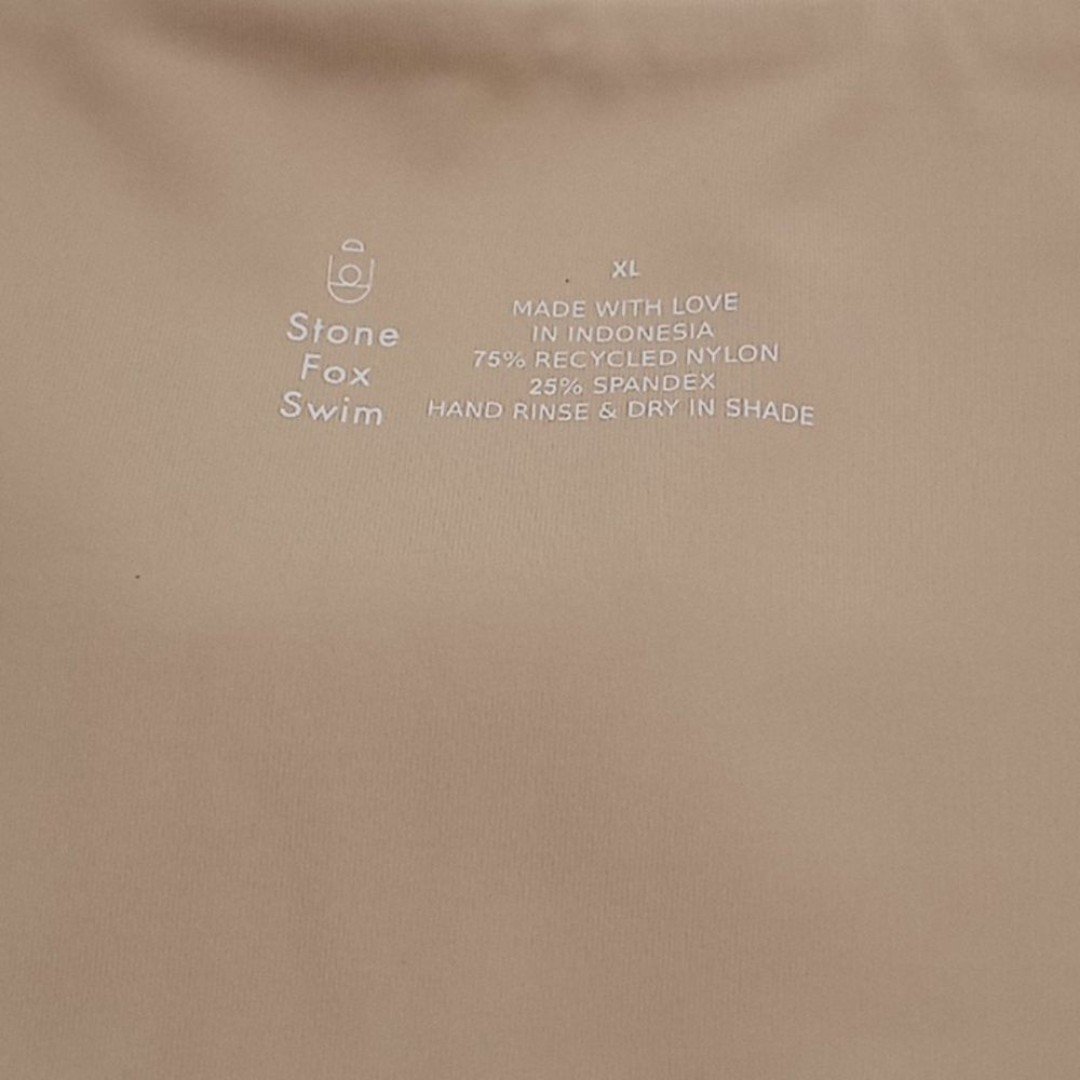 Stone
Fox
Swim
XL
MADE WITH LOVE
IN INDONESIA
75% RECYCLED NYLON
25% SPANDEX
HAND RINSE & DRY IN SHADE